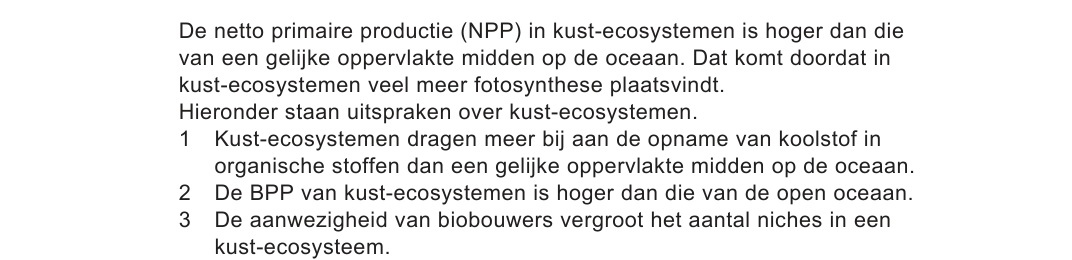 De netto primaire productie (NPP) in kust-ecosystemen is hoger dan die
van een gelijke oppervlakte midden op de oceaan. Dat komt doordat in
kust-ecosystemen veel meer fotosynthese plaatsvindt.
Hieronder staan uitspraken over kust-ecosystemen.
1 Kust-ecosystemen dragen meer bij aan de opname van koolstof in
organische stoffen dan een gelijke oppervlakte midden op de oceaan.
2 De BPP van kust-ecosystemen is hoger dan die van de open oceaan.
3 De aanwezigheid van biobouwers vergroot het aantal niches in een
kust-ecosysteem.